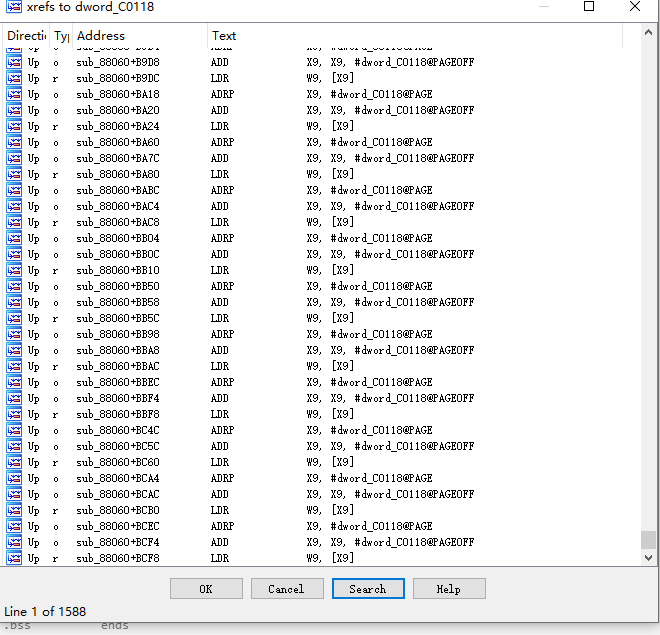 xrefs to dword_C0118
Directi Ty Address Text
Up o sub_88060+B9D8 ADD X9, X9, #dword_C0118@PAGEOFF
Up r sub_88060+B9DC LDR W9, [X9]
Up o sub_88060+BA18 ADRP X9, #dword_C0118@PAGE
Up o sub_88060+BA20 ADD X9, X9, #dword_C0118@PAGEOFF
Up r sub_88060+BA24 LDR W9, [X9]
Up o sub_88060+BA60 ADRP X9, #dword_C0118@PAGE
Up o sub_88060+BA7C ADD X9, X9, #dword_C0118@PAGEOFF
Up r sub_88060+BA80 LDR W9, [X9]
Up o sub_88060+BABC ADRP X9, #dword_C0118@PAGE
Up o sub_88060+BAC4 ADD X9, X9, #dword_C0118@PAGEOFF
Up r sub_88060+BAC8 LDR W9, [X9]
Up o sub_88060+BB04 ADRP X9, #dword_C0118@PAGE
Up o sub_88060+BB0C ADD X9, X9, #dword_C0118@PAGEOFF
Up r sub_88060+BB10 LDR W9, [X9]
Up o sub_88060+BB50 ADRP X9, #dword_C0118@PAGE
Up o sub_88060+BB58 ADD X9, X9, #dword_C0118@PAGEOFF
Up r sub_88060+BB5C LDR W9, [X9]
Up o sub_88060+BB98 ADRP X9, #dword_C0118@PAGE
Up o sub_88060+BBA8 ADD X9, X9, #dword_C0118@PAGEOFF
Up r sub_88060+BBAC LDR W9, [X9]
Up o sub_88060+BBEC ADRP X9, #dword_C0118@PAGE
Up o sub_88060+BBF4 ADD X9, X9, #dword_C0118@PAGEOFF
Up r sub_88060+BBF8 LDR W9, [X9]
Up o sub_88060+BC4C ADRP X9, #dword_C0118@PAGE
Up o sub_88060+BC5C ADD X9, X9, #dword_C0118@PAGEOFF
Up r sub_88060+BC60 LDR W9, [X9]
Up o sub_88060+BCA4 ADRP X9, #dword_C0118@PAGE
Up o sub_88060+BCAC ADD X9, X9, #dword_C0118@PAGEOFF
Up r sub_88060+BCB0 LDR W9, [X9]
Up o sub_88060+BCEC ADRP X9, #dword_C0118@PAGE
Up o sub_88060+BCF4 ADD X9, X9, #dword_C0118@PAGEOFF
Up r sub_88060+BCF8 LDR W9, [X9]
OK Cancel Search Help
Line 1 of 1588
.bss ends